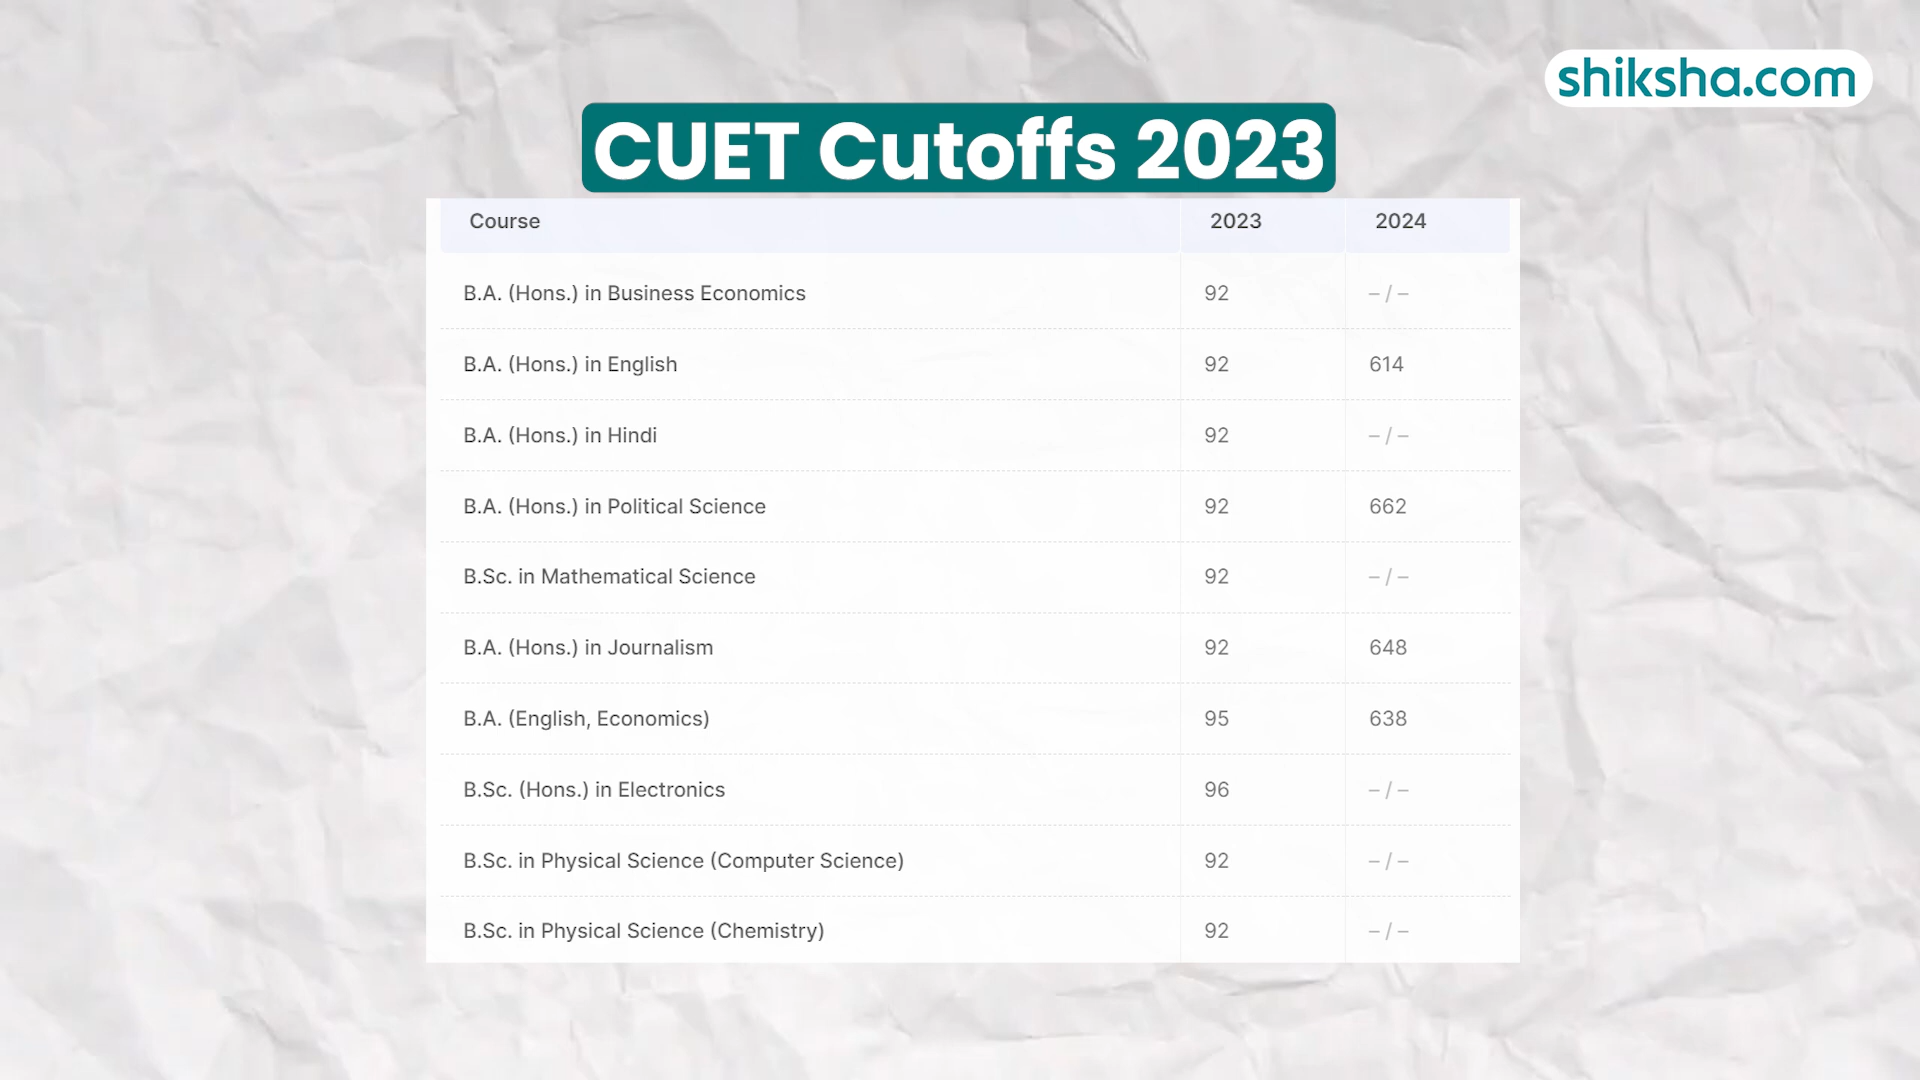 shiksha.com
CUET Cutoffs 2023
Course 2023 2024
B.A. (Hons.) in Business Economics 92 – / –
B.A. (Hons.) in English 92 614
B.A. (Hons.) in Hindi 92 – / –
B.A. (Hons.) in Political Science 92 662
B.Sc. in Mathematical Science 92 – / –
B.A. (Hons.) in Journalism 92 648
B.A. (English, Economics) 95 638
B.Sc. (Hons.) in Electronics 96 – / –
B.Sc. in Physical Science (Computer Science) 92 – / –
B.Sc. in Physical Science (Chemistry) 92 – / –